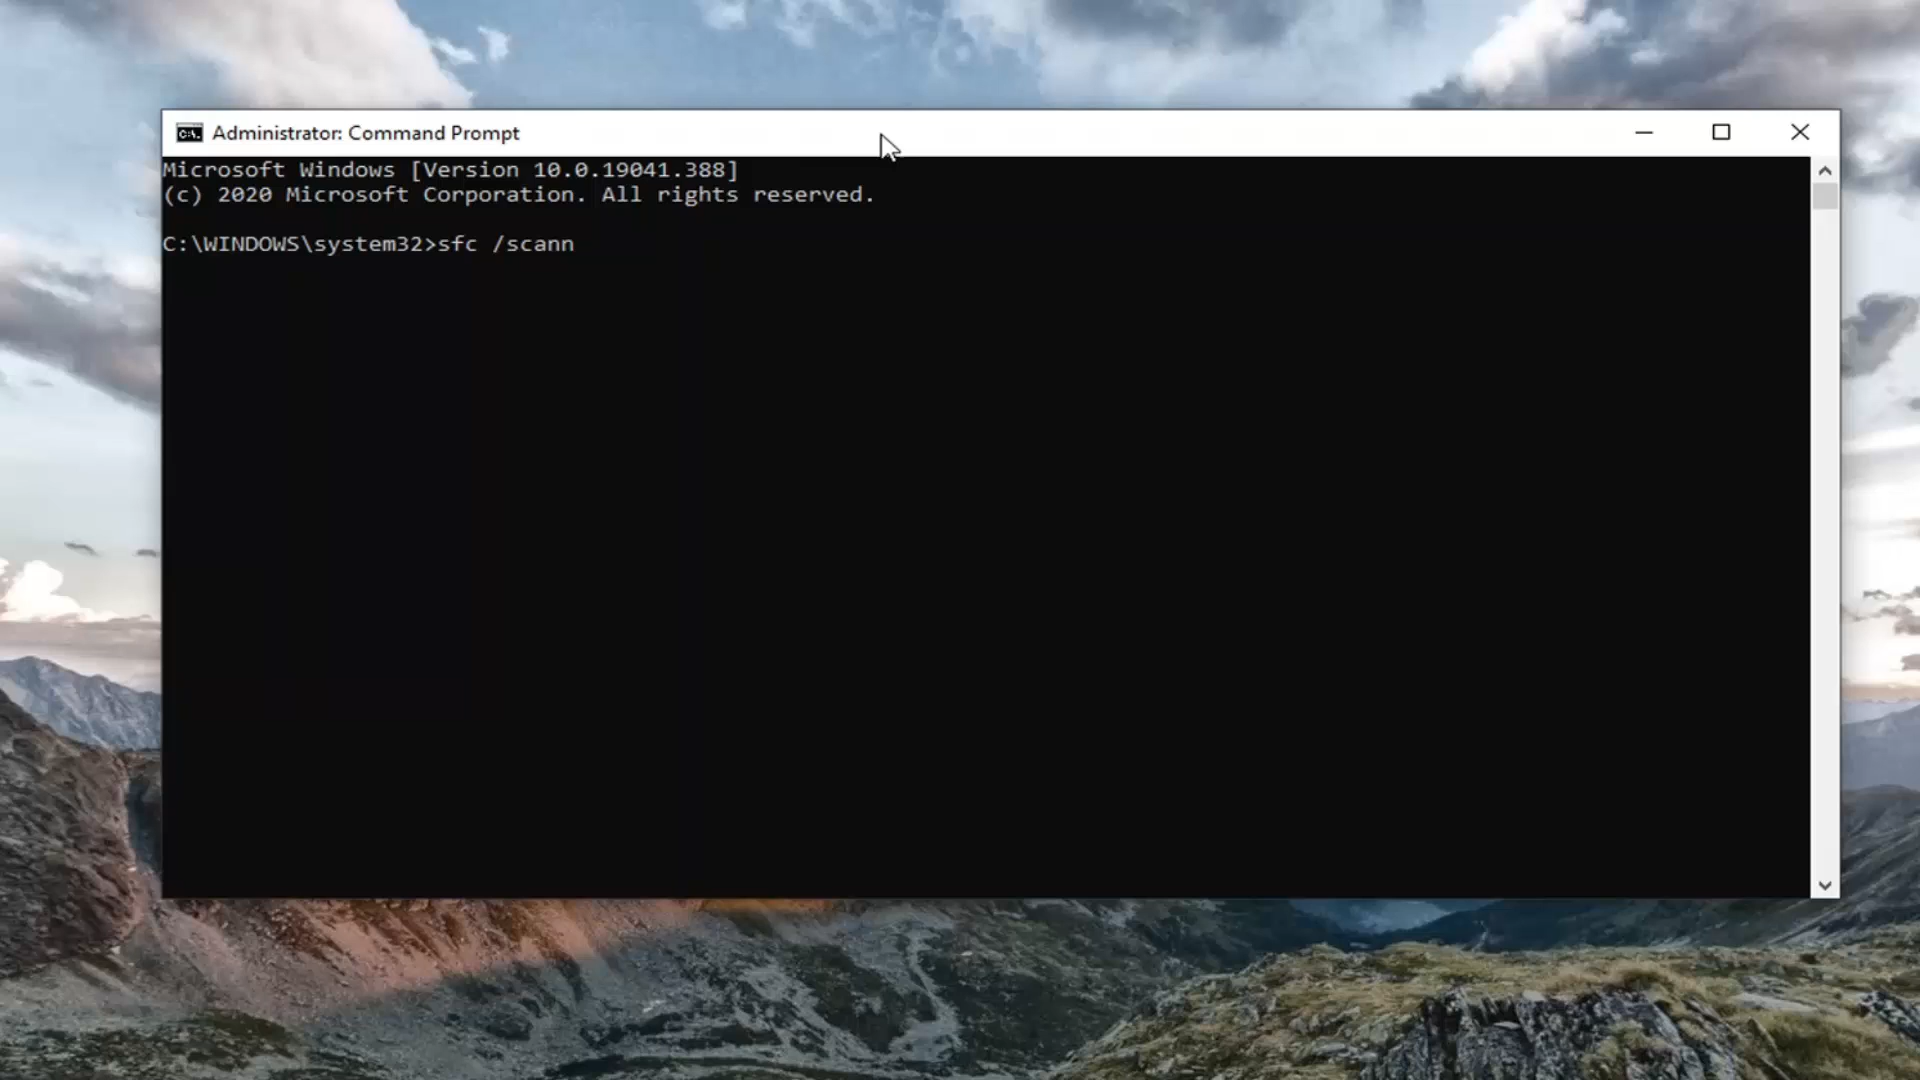 Administrator: Command Prompt
Microsoft Windows [Version 10.0.19041.388]
(c) 2020 Microsoft Corporation. All rights reserved.
C:\WINDOWS\system32>sfc /scann